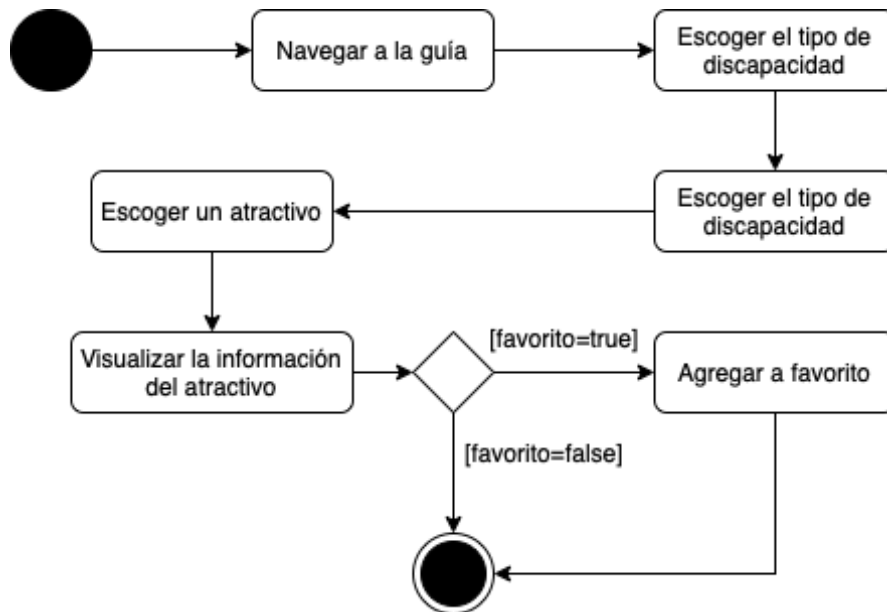 Navegar a la guía
Escoger el tipo de
discapacidad
Escoger el tipo de
discapacidad
Escoger un atractivo
Visualizar la información
del atractivo
[favorito=true]
Agregar a favorito
[favorito=false]